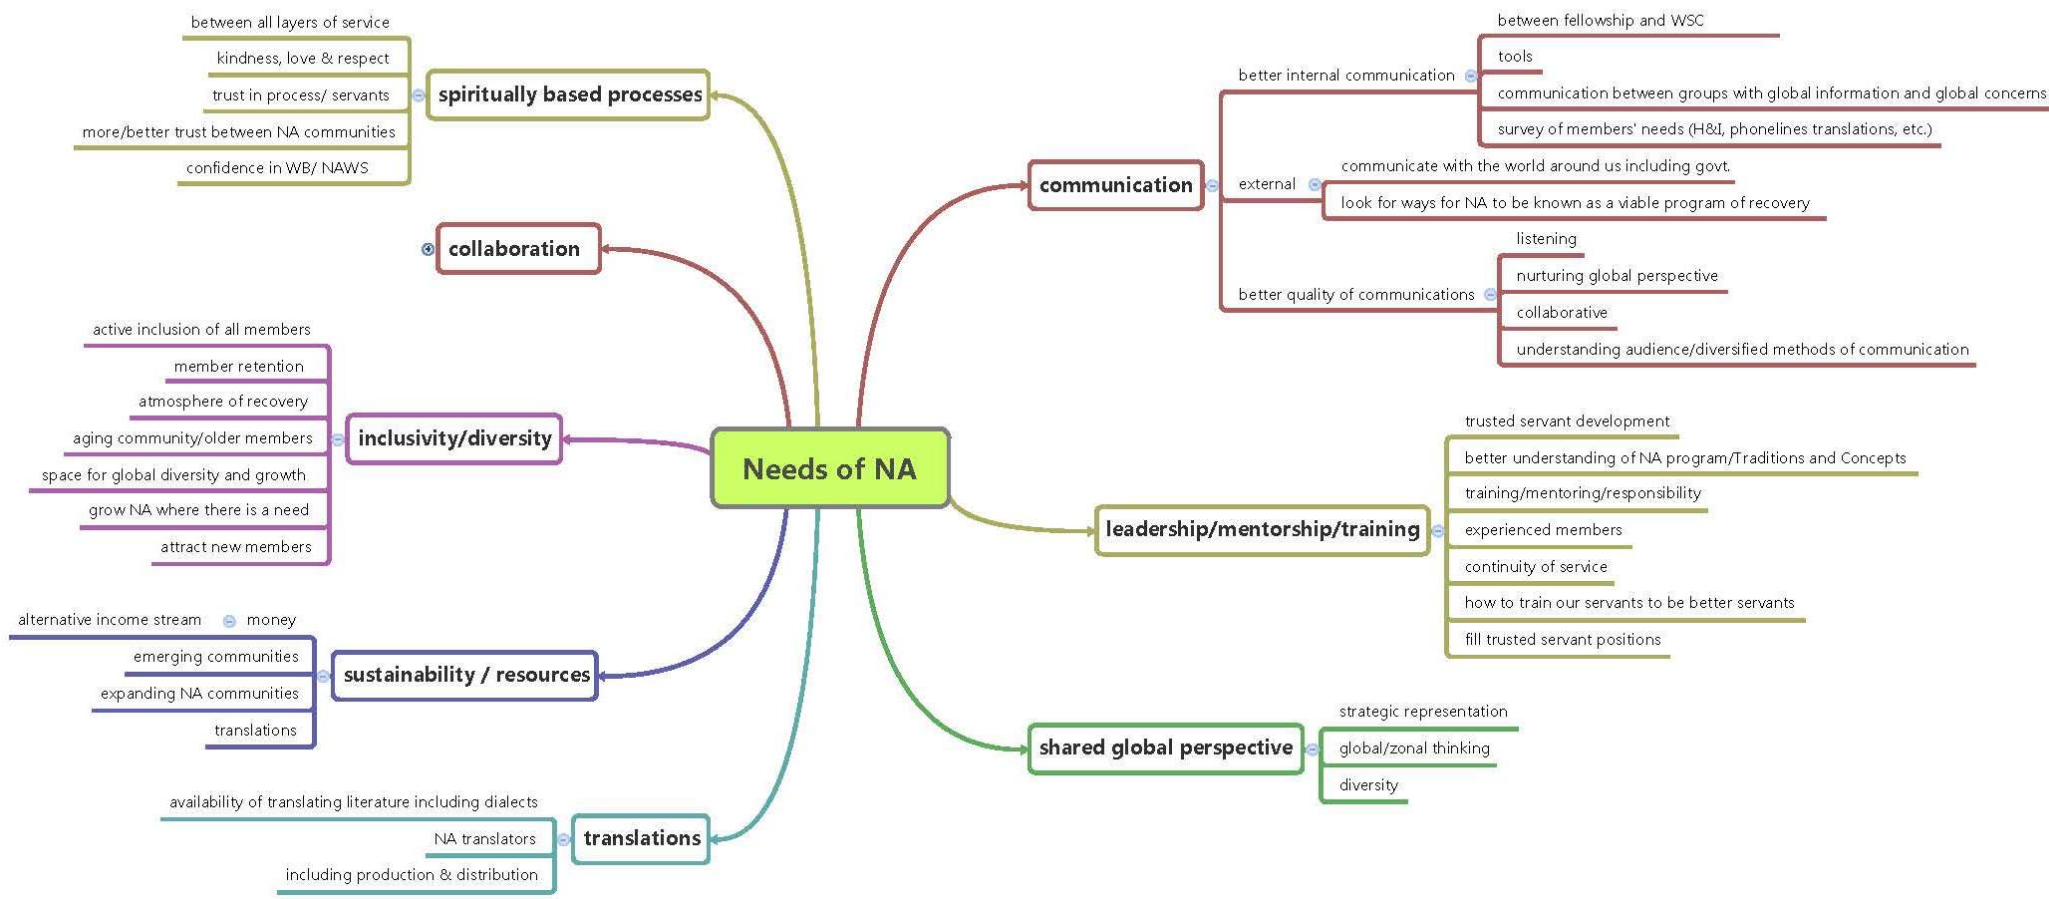 Needs of NA
communication
better internal communication
between fellowship and WSC
tools
communication between groups with global information and global concerns
survey of members' needs (H&I, phonelines translations, etc.)
external
communicate with the world around us including govt.
look for ways for NA to be known as a viable program of recovery
better quality of communications
listening
nurturing global perspective
collaborative
understanding audience/diversified methods of communication
leadership/mentorship/training
trusted servant development
better understanding of NA program/Traditions and Concepts
training/mentoring/responsibility
experienced members
continuity of service
how to train our servants to be better servants
fill trusted servant positions
shared global perspective
strategic representation
global/zonal thinking
diversity
spiritually based processes
between all layers of service
kindness, love & respect
trust in process/ servants
more/better trust between NA communities
confidence in WB/ NAWS
collaboration
inclusivity/diversity
active inclusion of all members
member retention
atmosphere of recovery
aging community/older members
space for global diversity and growth
grow NA where there is a need
attract new members
sustainability / resources
money
alternative income stream
emerging communities
expanding NA communities
translations
translations
availability of translating literature including dialects
NA translators
including production & distribution